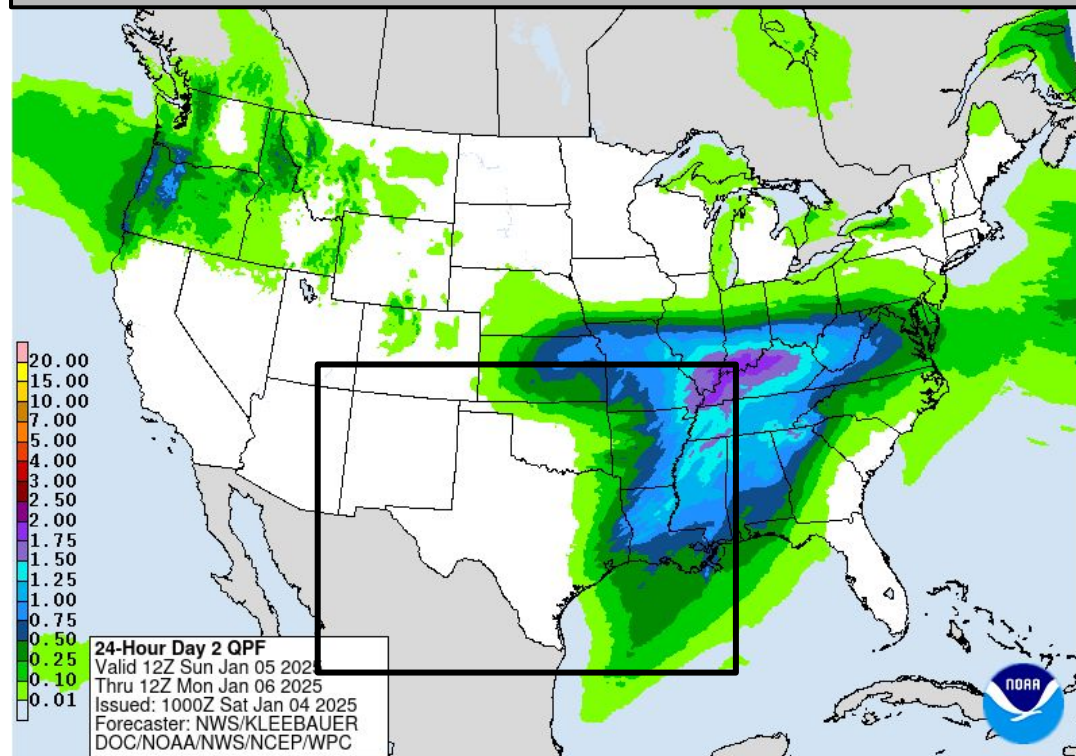 20.00
15.00
10.00
7.00
5.00
4.00
3.00
2.50
2.00
1.75
1.50
1.25
1.00
0.75
0.50
0.25
0.10
0.01
24-Hour Day 2 QPF
Valid 12Z Sun Jan 05 2025
Thru 12Z Mon Jan 06 2025
Issued: 1000Z Sat Jan 04 2025
Forecaster: NWS/KLEEBAUER
DOC/NOAA/NWS/NCEP/WPC
NOAA